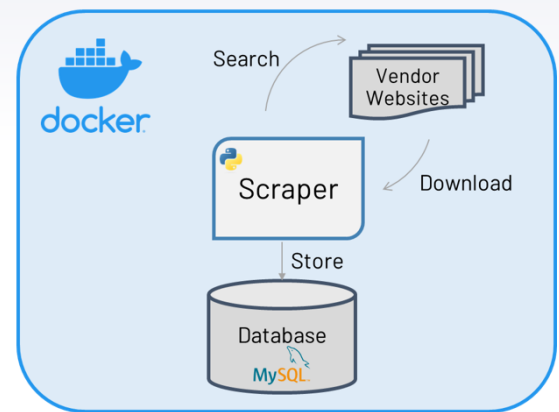 Search
Vendor
Websites
docker
Scraper
Download
Store
Database
MySQL